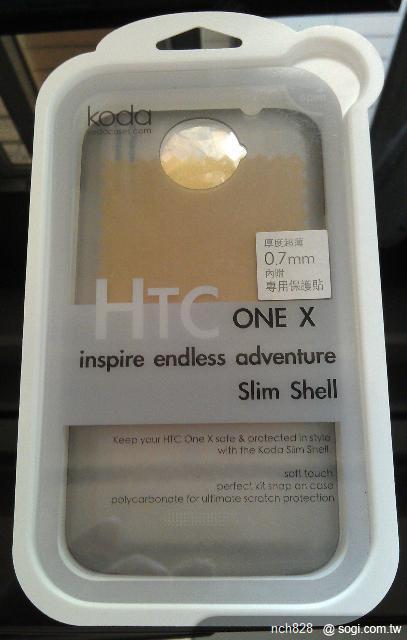 koda
kodacases.com
厚度超薄
0.7mm
內附
專用保護貼
HTC ONE X
inspire endless adventure
Slim Shell
Keep your HTC One X safe & protected in style
with the Koda Slim Shell.
soft touch
perfect kit snap on case
polycarbonate for ultimate scratch protection
nch828 @ sogi.com.tw